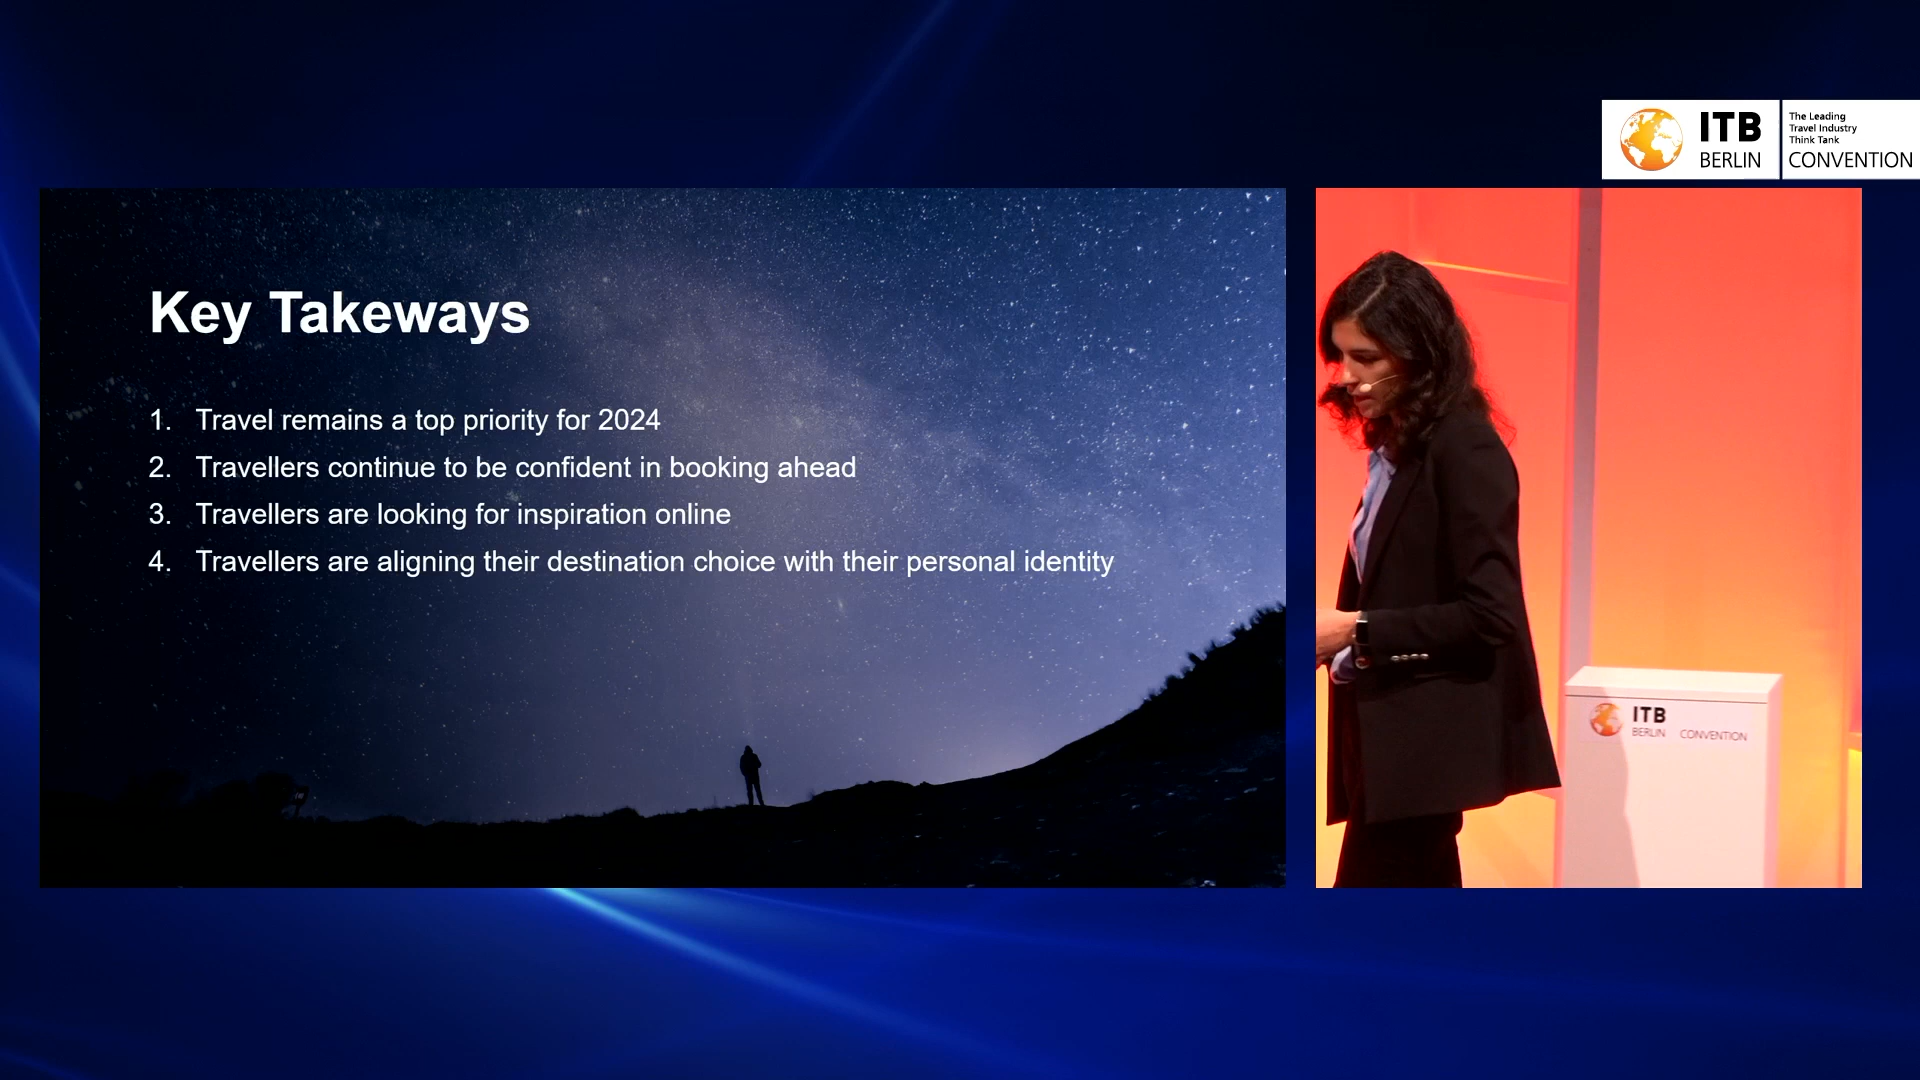 ITB
BERLIN
The Leading
Travel Industry
Think Tank
CONVENTION
Key Takeways
1. Travel remains a top priority for 2024
2. Travellers continue to be confident in booking ahead
3. Travellers are looking for inspiration online
4. Travellers are aligning their destination choice with their personal identity
ITB
BERLIN CONVENTION